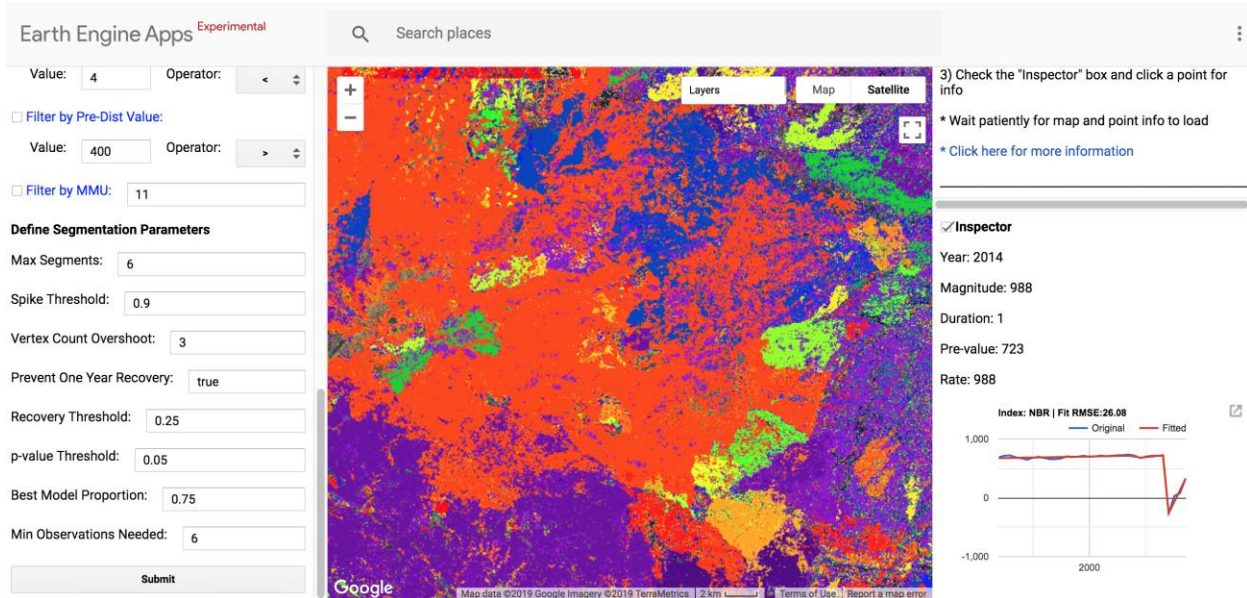 Earth Engine Apps Experimental
Search places
Value: 4 Operator: <
Filter by Pre-Dist Value:
Value: 400 Operator: >
Filter by MMU: 11
Define Segmentation Parameters
Max Segments: 6
Spike Threshold: 0.9
Vertex Count Overshoot: 3
Prevent One Year Recovery: true
Recovery Threshold: 0.25
p-value Threshold: 0.05
Best Model Proportion: 0.75
Min Observations Needed: 6
Submit
+
−
Layers
Map Satellite
Google
Map data ©2019 Google Imagery ©2019 TerraMetrics 2 km Terms of Use Report a map error
3) Check the "Inspector" box and click a point for
info
* Wait patiently for map and point info to load
* Click here for more information
Inspector
Year: 2014
Magnitude: 988
Duration: 1
Pre-value: 723
Rate: 988
Index: NBR | Fit RMSE:26.08
Original Fitted
1,000
0
-1,000
2000